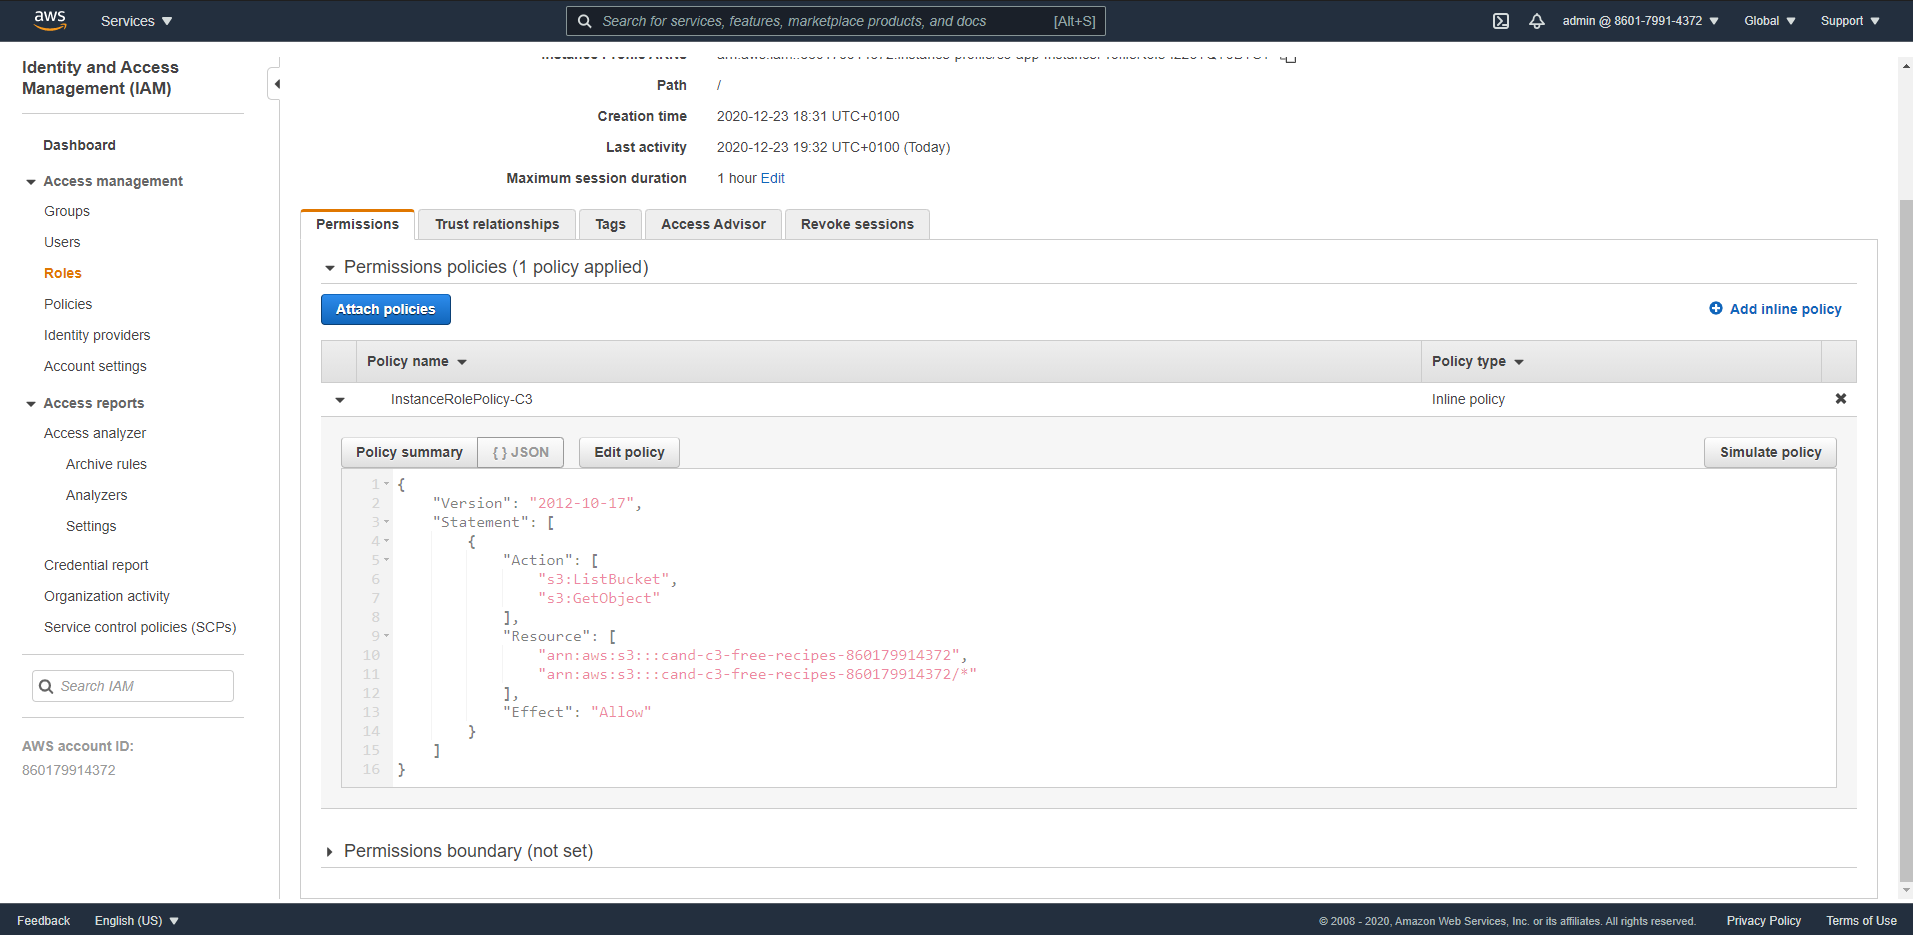 aws Services Search for services, features, marketplace products, and docs [Alt+S] admin @ 8601-7991-4372 Global Support
Identity and Access
Management (IAM)
Dashboard
Access management
Groups
Users
Roles
Policies
Identity providers
Account settings
Access reports
Access analyzer
Archive rules
Analyzers
Settings
Credential report
Organization activity
Service control policies (SCPs)
Search IAM
AWS account ID:
860179914372
Instance Profile ARNs
Path /
Creation time 2020-12-23 18:31 UTC+0100
Last activity 2020-12-23 19:32 UTC+0100 (Today)
Maximum session duration 1 hour Edit
Permissions Trust relationships Tags Access Advisor Revoke sessions
Permissions policies (1 policy applied)
Attach policies Add inline policy
Policy name Policy type
InstanceRolePolicy-C3 Inline policy
Policy summary { } JSON Edit policy Simulate policy
1 {
2 "Version": "2012-10-17",
3 "Statement": [
4 {
5 "Action": [
6 "s3:ListBucket",
7 "s3:GetObject"
8 ],
9 "Resource": [
10 "arn:aws:s3:::cand-c3-free-recipes-860179914372",
11 "arn:aws:s3:::cand-c3-free-recipes-860179914372/*"
12 ],
13 "Effect": "Allow"
14 }
15 ]
16 }
Permissions boundary (not set)
Feedback English (US) © 2008 - 2020, Amazon Web Services, Inc. or its affiliates. All rights reserved. Privacy Policy Terms of Use